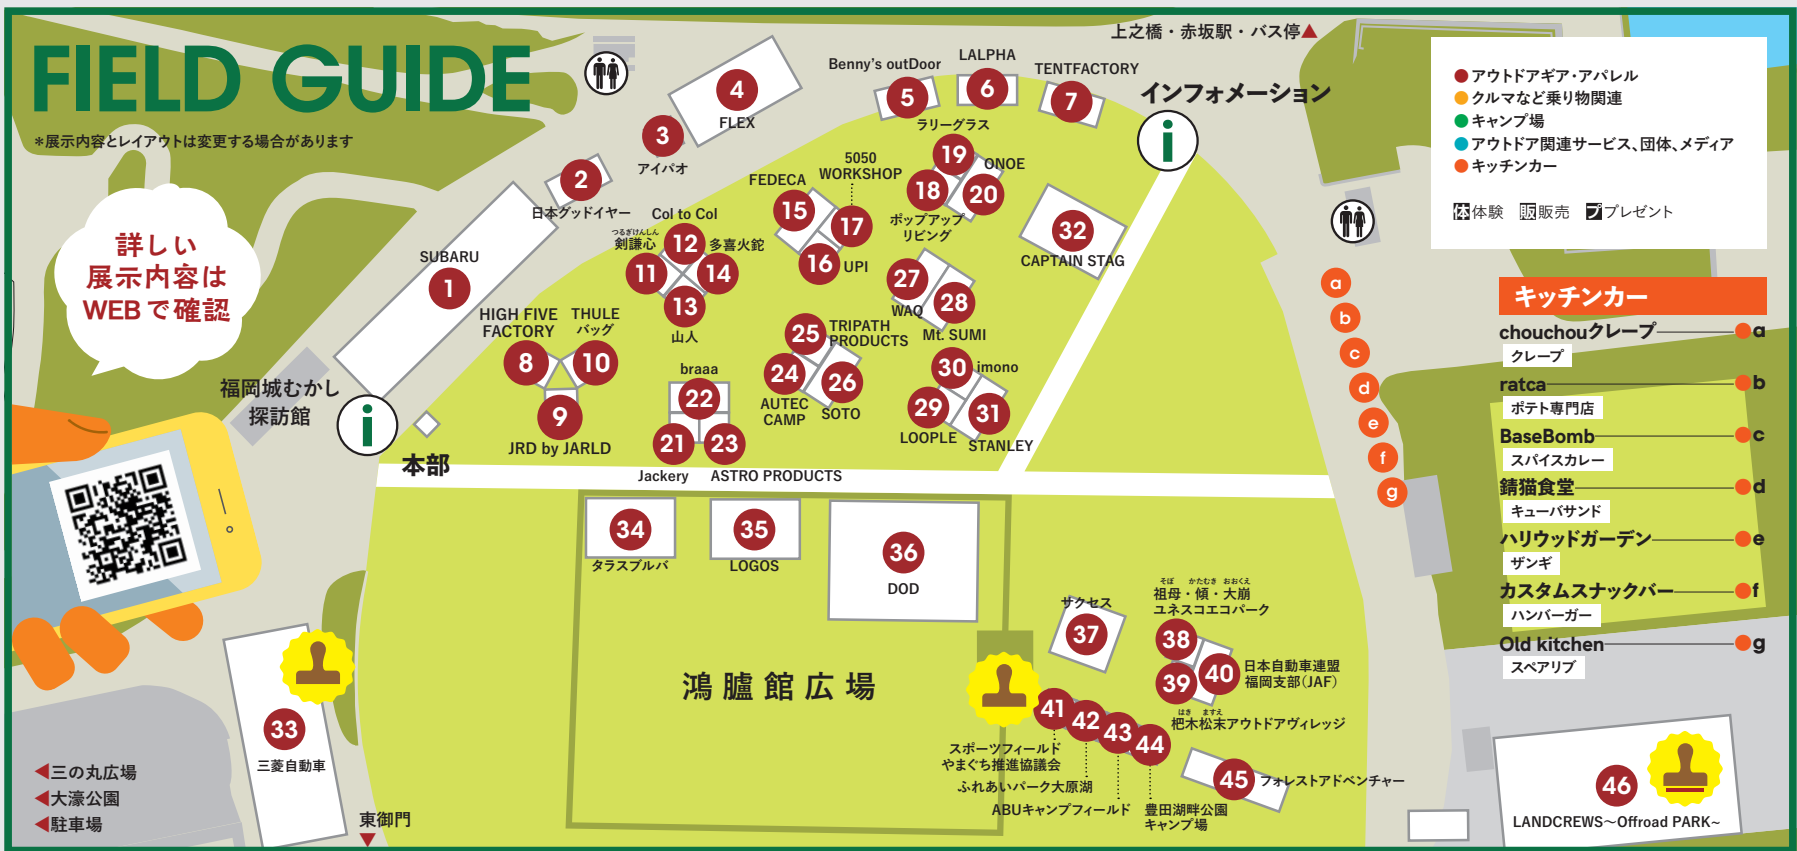 FIELD GUIDE
*展示内容とレイアウトは変更する場合があります
詳しい
展示内容は
WEBで確認
上之橋・赤坂駅・バス停▲
インフォメーション
i
アウトドアギア・アパレル
クルマなど乗り物関連
キャンプ場
アウトドア関連サービス、団体、メディア
キッチンカー
体 体験 販 販売 プ プレゼント
キッチンカー
chouchouクレープ a
クレープ
ratca b
ポテト専門店
BaseBomb c
スパイスカレー
錆猫食堂 d
キューバサンド
ハリウッドガーデン e
ザンギ
カスタムスナックバー f
ハンバーガー
Old kitchen g
スペアリブ
a
b
c
d
e
f
g
SUBARU
1
2
日本グッドイヤー
3
アイパオ
4
FLEX
Benny's outDoor
5
LALPHA
6
TENTFACTORY
7
HIGH FIVE
FACTORY
8
9
JRD by JARLD
THULE
バッグ
10
つるぎけんしん
剣謙心
11
Col to Col
12
13
山人
多喜火鉈
14
FEDECA
15
16
UPI
5050
WORKSHOP
17
18
ポップアップ
リビング
ラリーグラス
19
ONOE
20
21
Jackery
braaa
22
23
ASTRO PRODUCTS
24
AUTEC
CAMP
25
TRIPATH
PRODUCTS
26
SOTO
27
WAQ
28
Mt. SUMI
29
LOOPLE
30
imono
31
STANLEY
32
CAPTAIN STAG
福岡城むかし
探訪館
i
本部
33
三菱自動車
34
タラスブルバ
35
LOGOS
36
DOD
鴻臚館広場
サクセス
37
そぼ かたむき おおくえ
祖母・傾・大崩
ユネスコエコパーク
38
39
はき ますえ
杷木松末アウトドアヴィレッジ
40
日本自動車連盟
福岡支部(JAF)
41
スポーツフィールド
やまぐち推進協議会
42
ふれあいパーク大原湖
43
ABUキャンプフィールド
44
豊田湖畔公園
キャンプ場
45
フォレストアドベンチャー
46
LANDCREWS〜Offroad PARK〜
◀三の丸広場
◀大濠公園
◀駐車場
東御門
▼